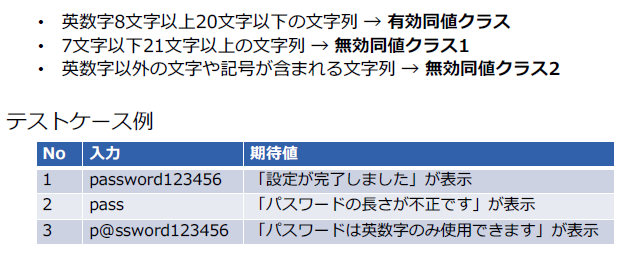 • 英数字8文字以上20文字以下の文字列 → 有効同値クラス
• 7文字以下21文字以上の文字列 → 無効同値クラス1
• 英数字以外の文字や記号が含まれる文字列 → 無効同値クラス2
テストケース例
No 入力 期待値
1 password123456 「設定が完了しました」が表示
2 pass 「パスワードの長さが不正です」が表示
3 p@ssword123456 「パスワードは英数字のみ使用できます」が表示